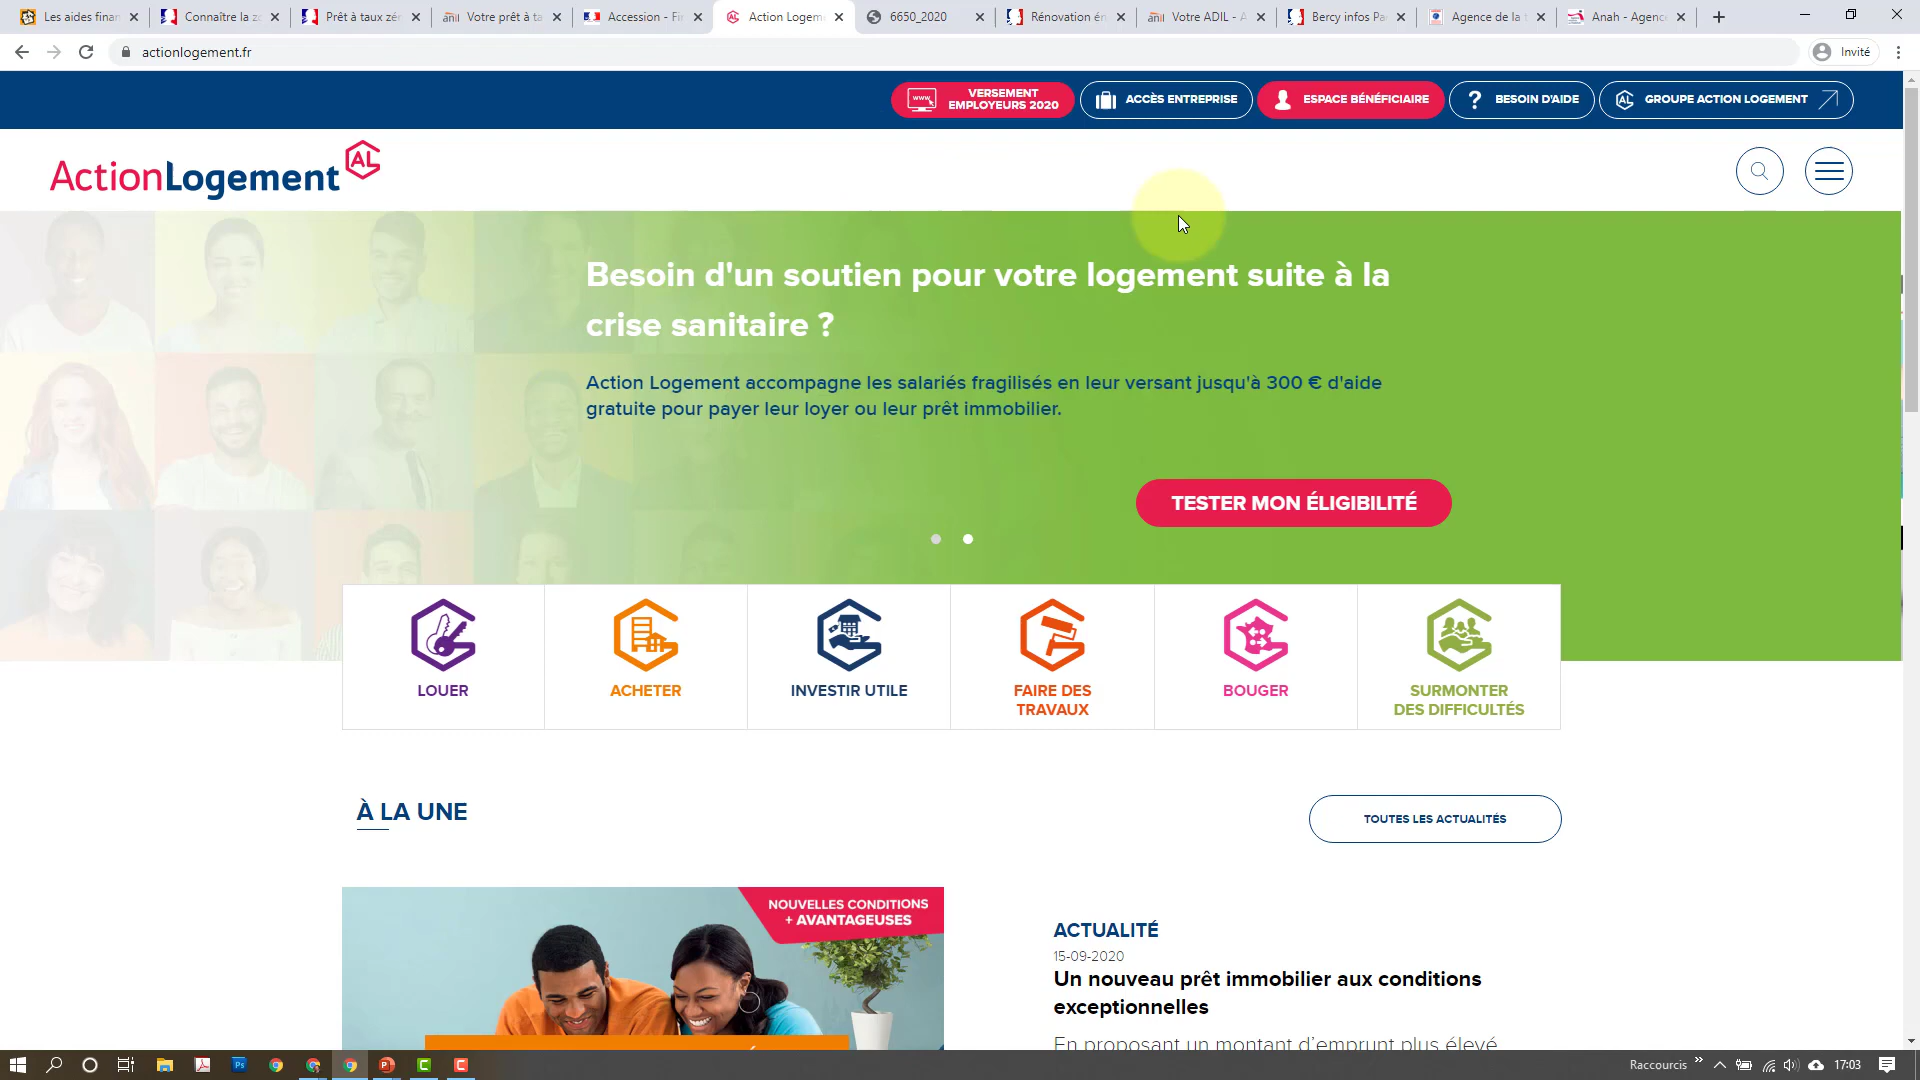 Les aides finan
Connaître la z
Prêt à taux zér
Votre prêt à ta
Accession - Fi
Action Logem
6650_2020
Rénovation én
Votre ADIL - A
Bercy infos Pa
Agence de la t
Anah - Agenc
actionlogement.fr
Invité
VERSEMENT
EMPLOYEURS 2020
ACCÈS ENTREPRISE
ESPACE BÉNÉFICIAIRE
BESOIN D'AIDE
GROUPE ACTION LOGEMENT
ActionLogement AL
Besoin d'un soutien pour votre logement suite à la
crise sanitaire ?
Action Logement accompagne les salariés fragilisés en leur versant jusqu'à 300 € d'aide
gratuite pour payer leur loyer ou leur prêt immobilier.
TESTER MON ÉLIGIBILITÉ
LOUER
ACHETER
INVESTIR UTILE
FAIRE DES
TRAVAUX
BOUGER
SURMONTER
DES DIFFICULTÉS
À LA UNE
TOUTES LES ACTUALITÉS
NOUVELLES CONDITIONS
+ AVANTAGEUSES
ACTUALITÉ
15-09-2020
Un nouveau prêt immobilier aux conditions
exceptionnelles
En proposant un montant d'emprunt plus élevé
Raccourcis
17:03